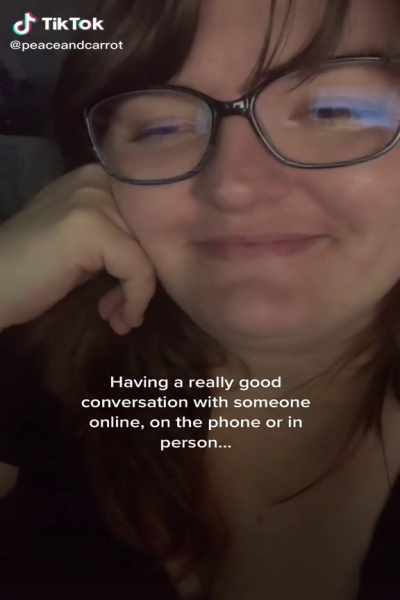 TikTok
@peaceandcarrot
Having a really good
conversation with someone
online, on the phone or in
person...